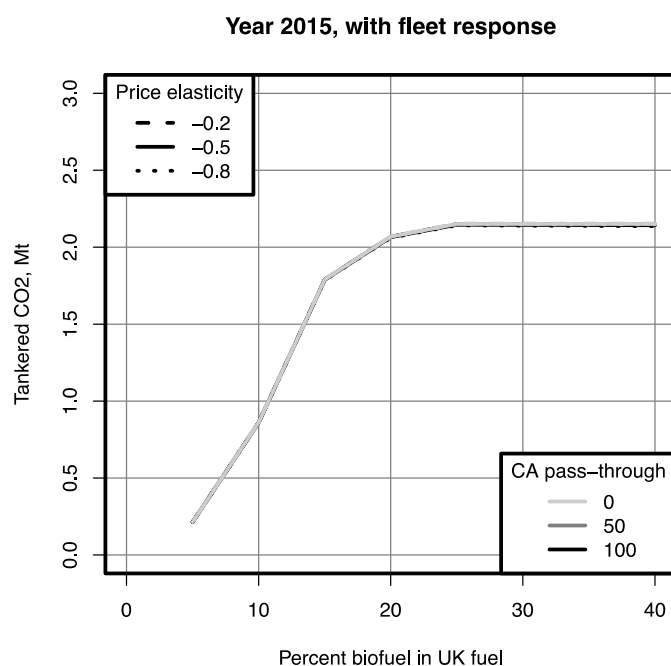 Year 2015, with fleet response
Price elasticity
−0.2
−0.5
−0.8
3.0
2.5
2.0
1.5
1.0
0.5
0.0
Tankered CO2, Mt
CA pass−through
0
50
100
0 10 20 30 40
Percent biofuel in UK fuel